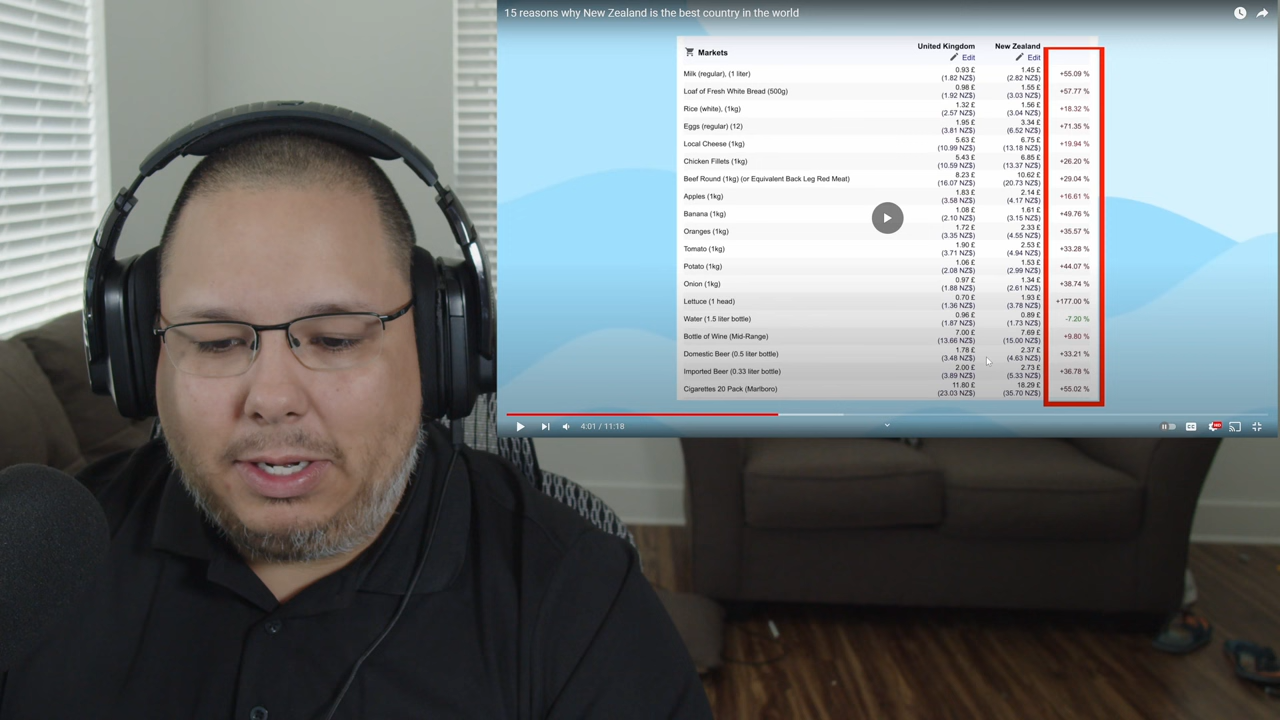 15 reasons why New Zealand is the best country in the world
Markets United Kingdom New Zealand
Edit Edit
Milk (regular), (1 liter) 0.93 £ (1.82 NZ$) 1.45 £ (2.82 NZ$) +55.09 %
Loaf of Fresh White Bread (500g) 0.98 £ (1.92 NZ$) 1.55 £ (3.03 NZ$) +57.77 %
Rice (white), (1kg) 1.32 £ (2.57 NZ$) 1.56 £ (3.04 NZ$) +18.32 %
Eggs (regular) (12) 1.95 £ (3.81 NZ$) 3.34 £ (6.52 NZ$) +71.35 %
Local Cheese (1kg) 5.63 £ (10.99 NZ$) 6.75 £ (13.18 NZ$) +19.94 %
Chicken Fillets (1kg) 5.43 £ (10.59 NZ$) 6.85 £ (13.37 NZ$) +26.20 %
Beef Round (1kg) (or Equivalent Back Leg Red Meat) 8.23 £ (16.07 NZ$) 10.62 £ (20.73 NZ$) +29.04 %
Apples (1kg) 1.83 £ (3.58 NZ$) 2.14 £ (4.17 NZ$) +16.61 %
Banana (1kg) 1.08 £ (2.10 NZ$) 1.61 £ (3.15 NZ$) +49.76 %
Oranges (1kg) 1.72 £ (3.35 NZ$) 2.33 £ (4.55 NZ$) +35.57 %
Tomato (1kg) 1.90 £ (3.71 NZ$) 2.53 £ (4.94 NZ$) +33.28 %
Potato (1kg) 1.06 £ (2.08 NZ$) 1.53 £ (2.99 NZ$) +44.07 %
Onion (1kg) 0.97 £ (1.88 NZ$) 1.34 £ (2.61 NZ$) +38.74 %
Lettuce (1 head) 0.70 £ (1.36 NZ$) 1.93 £ (3.78 NZ$) +177.00 %
Water (1.5 liter bottle) 0.96 £ (1.87 NZ$) 0.89 £ (1.73 NZ$) -7.20 %
Bottle of Wine (Mid-Range) 7.00 £ (13.66 NZ$) 7.69 £ (15.00 NZ$) +9.80 %
Domestic Beer (0.5 liter bottle) 1.78 £ (3.48 NZ$) 2.37 £ (4.63 NZ$) +33.21 %
Imported Beer (0.33 liter bottle) 2.00 £ (3.89 NZ$) 2.73 £ (5.33 NZ$) +36.78 %
Cigarettes 20 Pack (Marlboro) 11.80 £ (23.03 NZ$) 18.29 £ (35.70 NZ$) +55.02 %
4:01 / 11:18
CC
HD